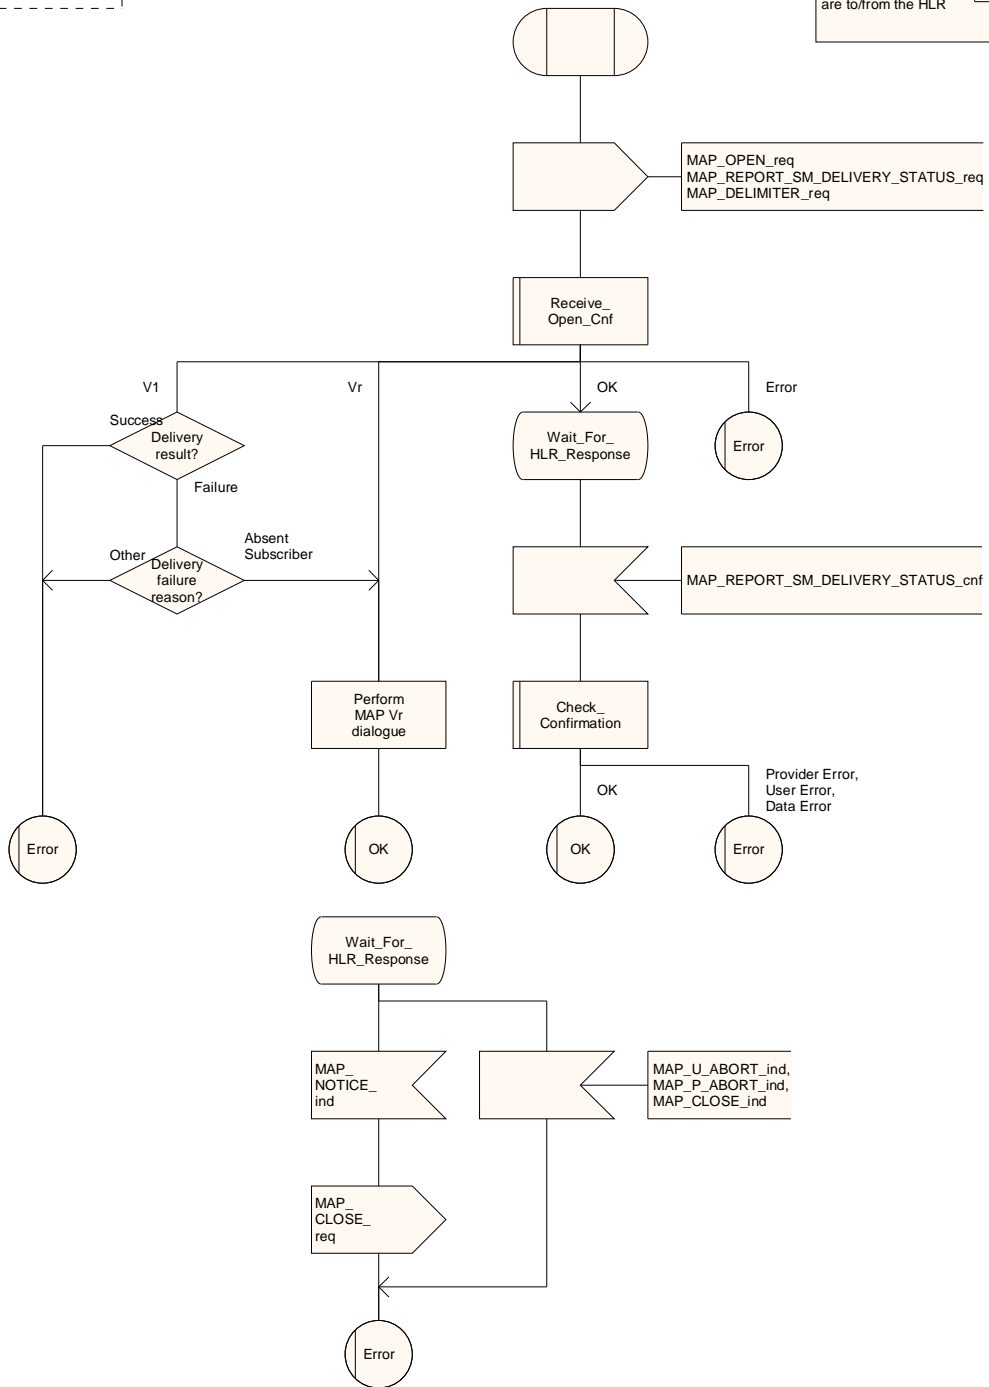 are to/from the HLR
MAP_OPEN_req
MAP_REPORT_SM_DELIVERY_STATUS_req
MAP_DELIMITER_req
Receive_
Open_Cnf
V1
Vr
OK
Error
Success
Delivery
result?
Wait_For_
HLR_Response
Error
Failure
Other
Delivery
failure
reason?
Absent
Subscriber
MAP_REPORT_SM_DELIVERY_STATUS_cnf
Perform
MAP Vr
dialogue
Check_
Confirmation
OK
Provider Error,
User Error,
Data Error
Error
OK
OK
Error
Wait_For_
HLR_Response
MAP_
NOTICE_
ind
MAP_U_ABORT_ind,
MAP_P_ABORT_ind,
MAP_CLOSE_ind
MAP_
CLOSE_
req
Error